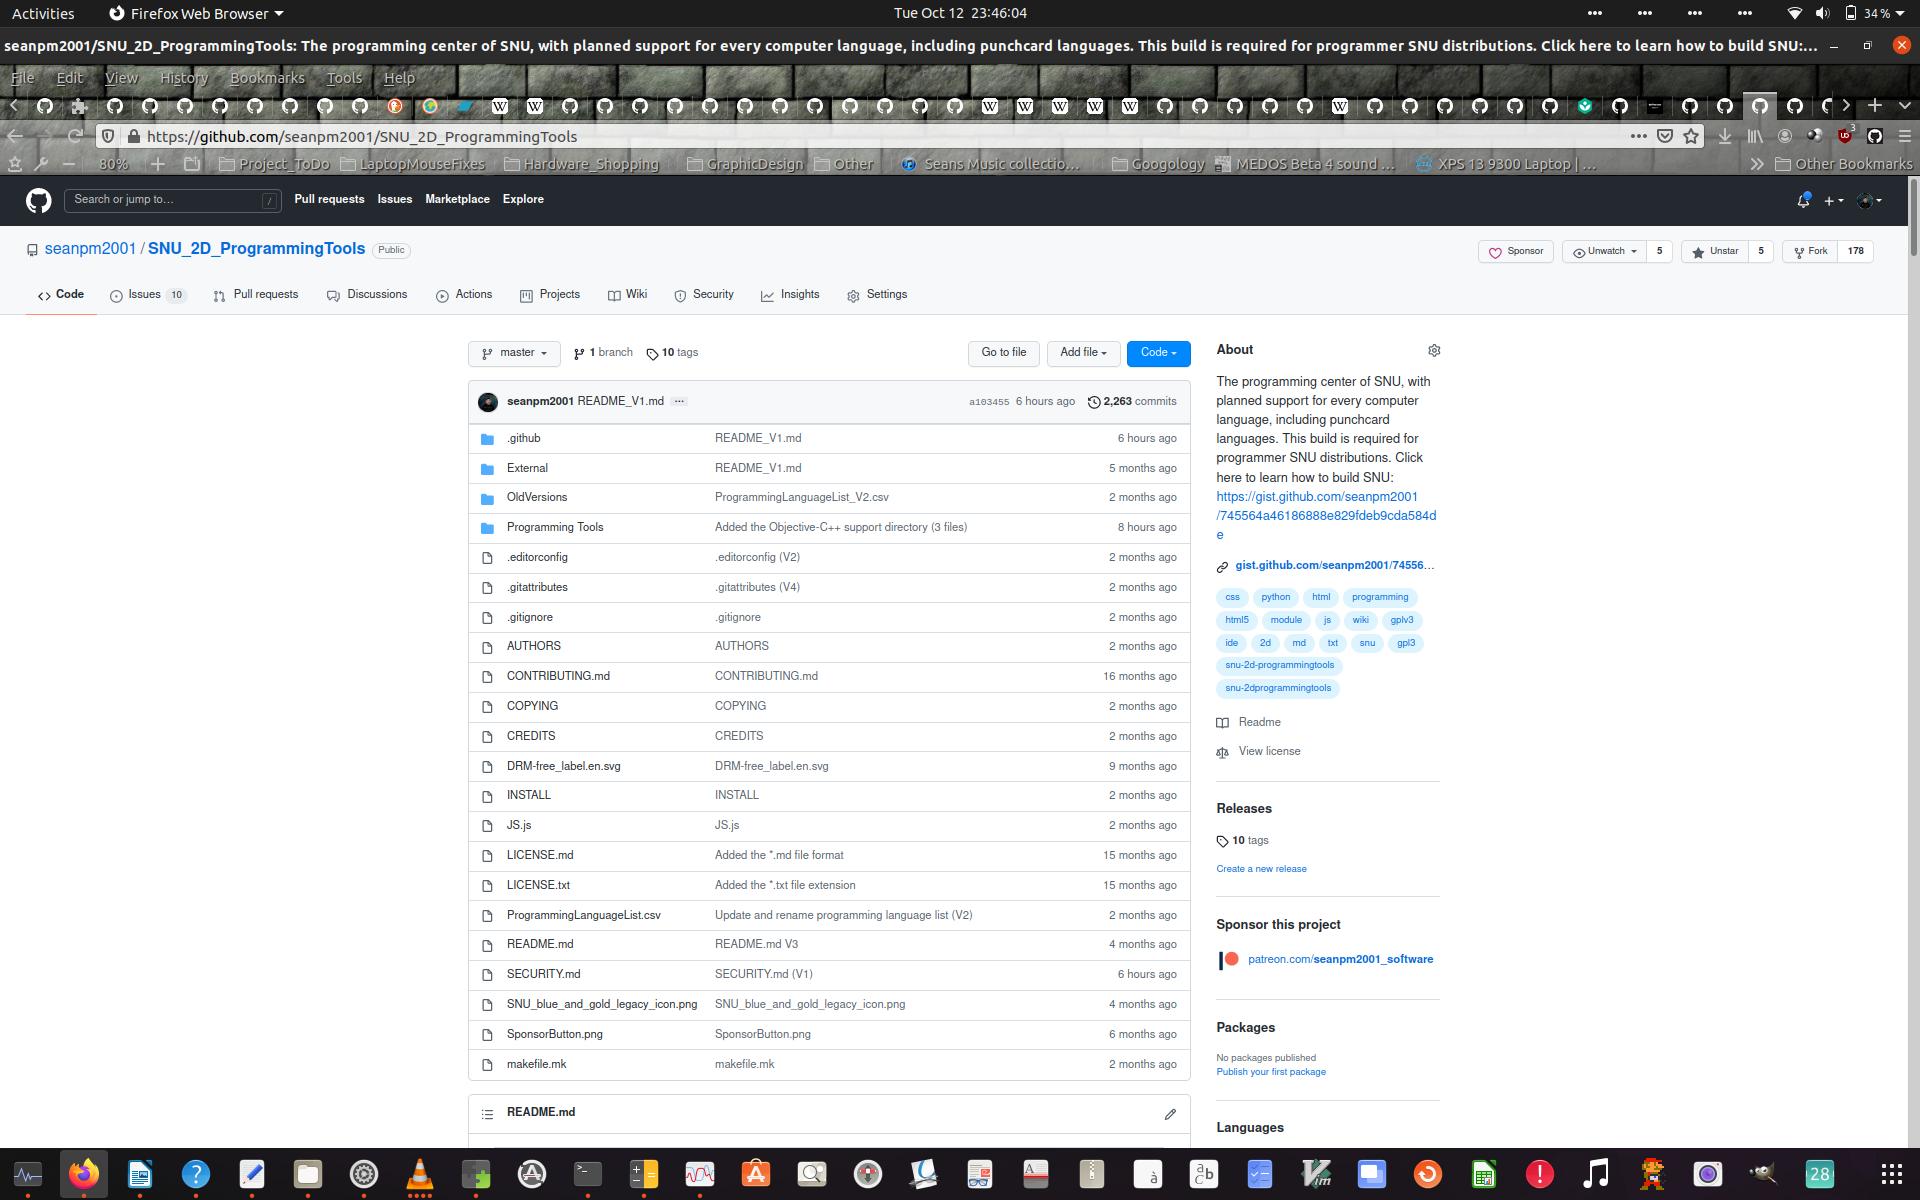 Activities
Firefox Web Browser
Tue Oct 12 23:46:04
34 %
seanpm2001/SNU_2D_ProgrammingTools: The programming center of SNU, with planned support for every computer language, including punchcard languages. This build is required for programmer SNU distributions. Click here to learn how to build SNU:...
File Edit View History Bookmarks Tools Help
https://github.com/seanpm2001/SNU_2D_ProgrammingTools
3
80% Project_ToDo LaptopMouseFixes Hardware_Shopping GraphicDesign Other Seans Music collectio... Googology MEDOS Beta 4 sound ... XPS 13 9300 Laptop | ... Other Bookmarks
Search or jump to... /
Pull requests Issues Marketplace Explore
seanpm2001 / SNU_2D_ProgrammingTools Public
Sponsor Unwatch 5 Unstar 5 Fork 178
Code Issues 10 Pull requests Discussions Actions Projects Wiki Security Insights Settings
master 1 branch 10 tags Go to file Add file Code
seanpm2001 README_V1.md ... a103455 6 hours ago 2,263 commits
.github README_V1.md 6 hours ago
External README_V1.md 5 months ago
OldVersions ProgrammingLanguageList_V2.csv 2 months ago
Programming Tools Added the Objective-C++ support directory (3 files) 8 hours ago
.editorconfig .editorconfig (V2) 2 months ago
.gitattributes .gitattributes (V4) 2 months ago
.gitignore .gitignore 2 months ago
AUTHORS AUTHORS 2 months ago
CONTRIBUTING.md CONTRIBUTING.md 16 months ago
COPYING COPYING 2 months ago
CREDITS CREDITS 2 months ago
DRM-free_label.en.svg DRM-free_label.en.svg 9 months ago
INSTALL INSTALL 2 months ago
JS.js JS.js 2 months ago
LICENSE.md Added the *.md file format 15 months ago
LICENSE.txt Added the *.txt file extension 15 months ago
ProgrammingLanguageList.csv Update and rename programming language list (V2) 2 months ago
README.md README.md V3 4 months ago
SECURITY.md SECURITY.md (V1) 6 hours ago
SNU_blue_and_gold_legacy_icon.png SNU_blue_and_gold_legacy_icon.png 4 months ago
SponsorButton.png SponsorButton.png 6 months ago
makefile.mk makefile.mk 2 months ago
README.md
About
The programming center of SNU, with
planned support for every computer
language, including punchcard
languages. This build is required for
programmer SNU distributions. Click
here to learn how to build SNU:
https://gist.github.com/seanpm2001
/745564a46186888e829fdeb9cda584d
e
gist.github.com/seanpm2001/74556...
css python html programming
html5 module js wiki gplv3
ide 2d md txt snu gpl3
snu-2d-programmingtools
snu-2dprogrammingtools
Readme
View license
Releases
10 tags
Create a new release
Sponsor this project
patreon.com/seanpm2001_software
Packages
No packages published
Publish your first package
Languages
28